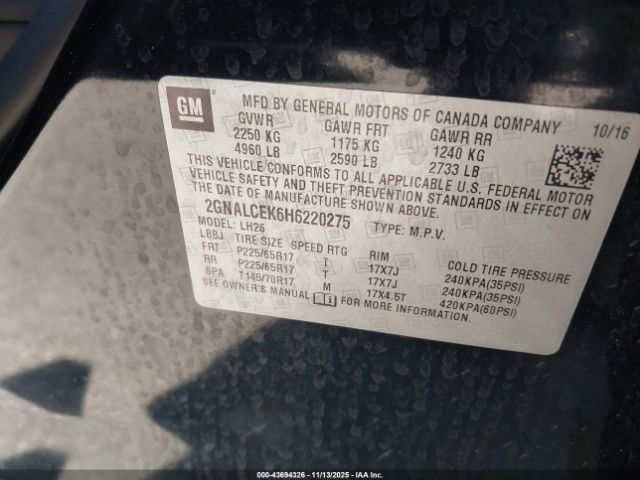 GM
MFD BY GENERAL MOTORS OF CANADA COMPANY
10/16
GVWR GAWR FRT GAWR RR
2250 KG 1175 KG 1240 KG
4960 LB 2590 LB 2733 LB
THIS VEHICLE CONFORMS TO ALL APPLICABLE U.S. FEDERAL MOTOR
VEHICLE SAFETY AND THEFT PREVENTION STANDARDS IN EFFECT ON
THE DATE OF MANUFACTURE SHOWN ABOVE.
2GNALCEK6H6220275 TYPE: M.P.V.
MODEL: LH26
LBBJ TIRE SIZE SPEED RTG RIM COLD TIRE PRESSURE
FRT P225/65R17 T 17X7J 240KPA(35PSI)
RR P225/65R17 T 17X7J 240KPA(35PSI)
SPA T145/70R17 M 17X4.5T 420KPA(60PSI)
SEE OWNER'S MANUAL FOR MORE INFORMATION.
000-43694326 - 11/13/2025 - IAA Inc.